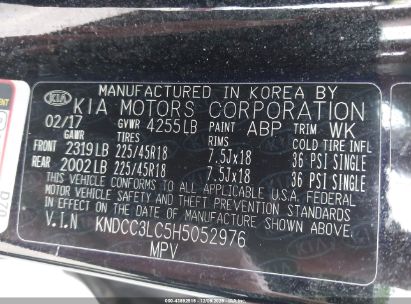 MANUFACTURED IN KOREA BY
KIA KIA MOTORS CORPORATION
02/17 GVWR 4255LB PAINT ABP TRIM WK
GAWR TIRES RIMS COLD TIRE INFL
FRONT 2319LB 225/45R18 7.5Jx18 36 PSI SINGLE
REAR 2002LB 225/45R18 7.5Jx18 36 PSI SINGLE
THIS VEHICLE CONFORMS TO ALL APPLICABLE U.S.A. FEDERAL
MOTOR VEHICLE SAFETY AND THEFT PREVENTION STANDARDS
IN EFFECT ON THE DATE OF MANUFACTURE SHOWN ABOVE.
V.I.N KNDCC3LC5H5052976
MPV